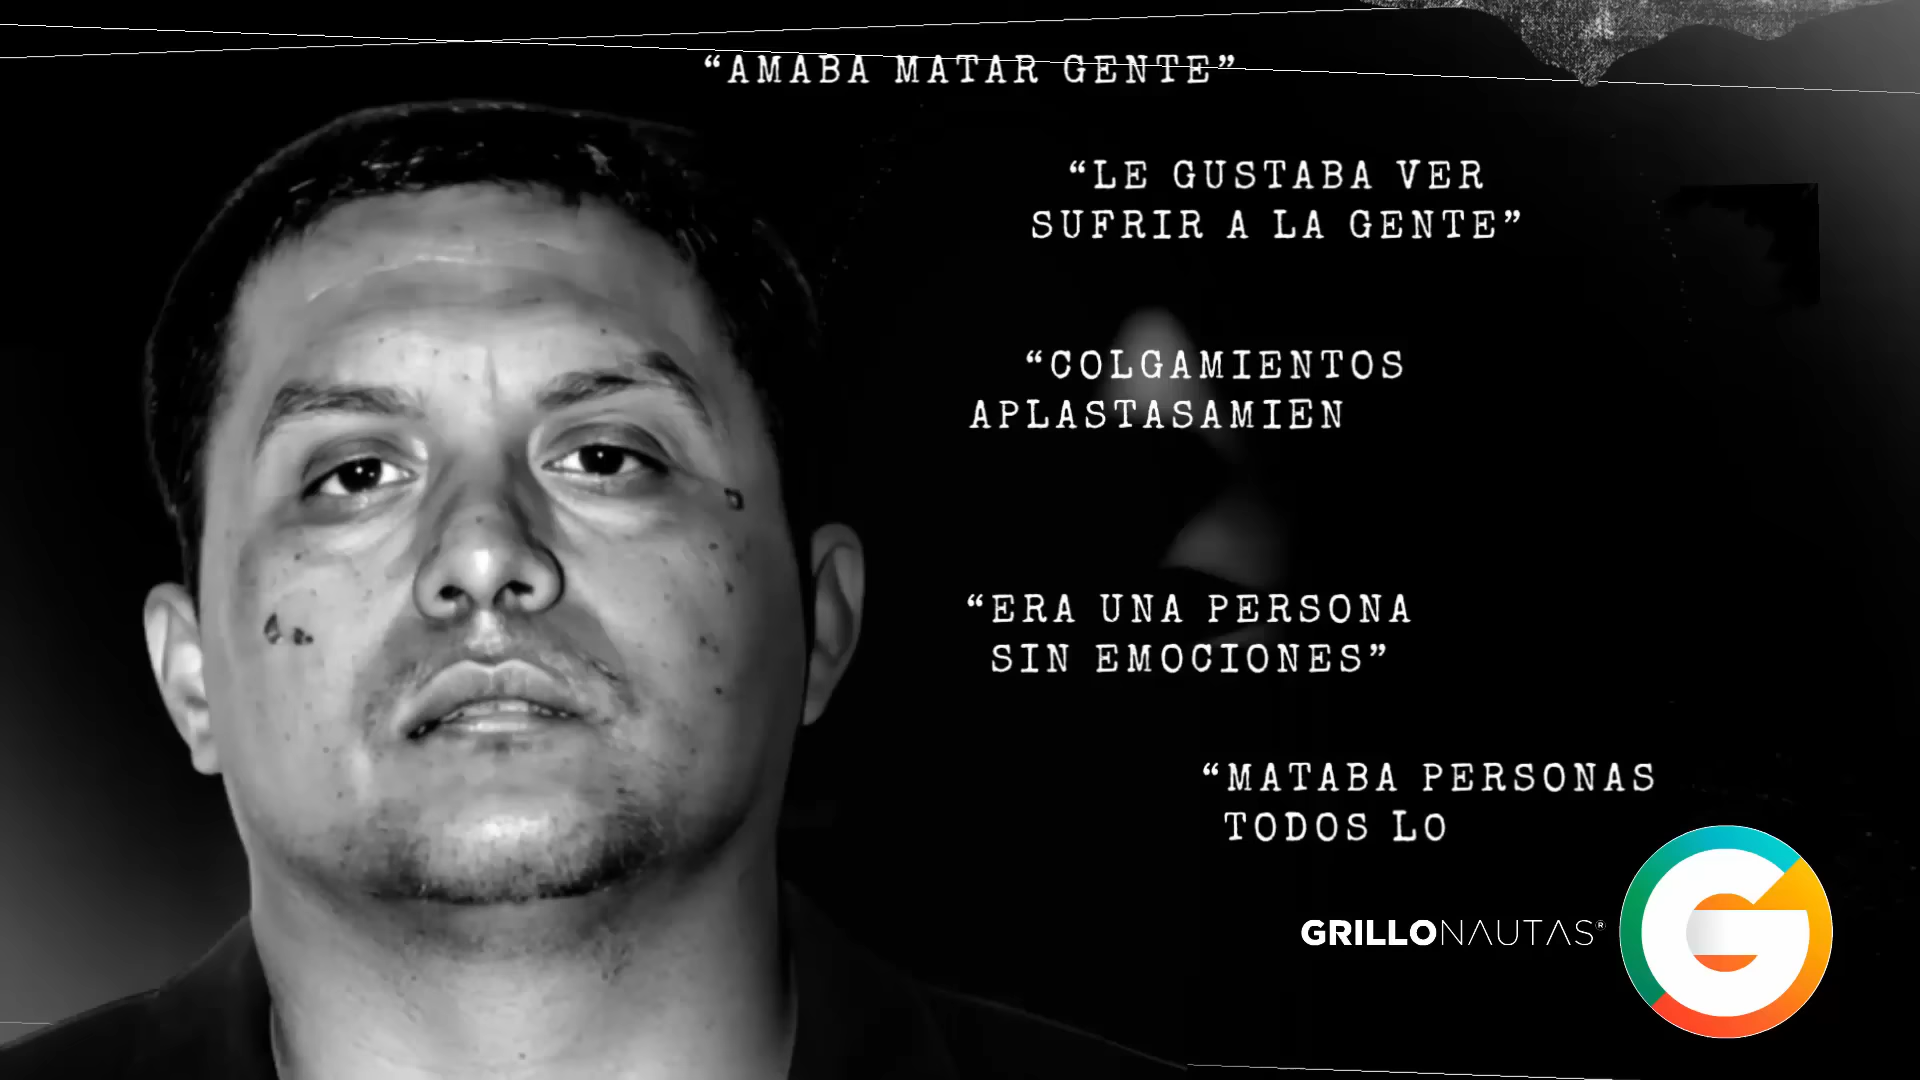 “AMABA MATAR GENTE”
“LE GUSTABA VER
SUFRIR A LA GENTE”
“COLGAMIENTOS
APLASTASAMIEN
“ERA UNA PERSONA
SIN EMOCIONES”
“MATABA PERSONAS
TODOS LO
GRILLONAUTAS®
G